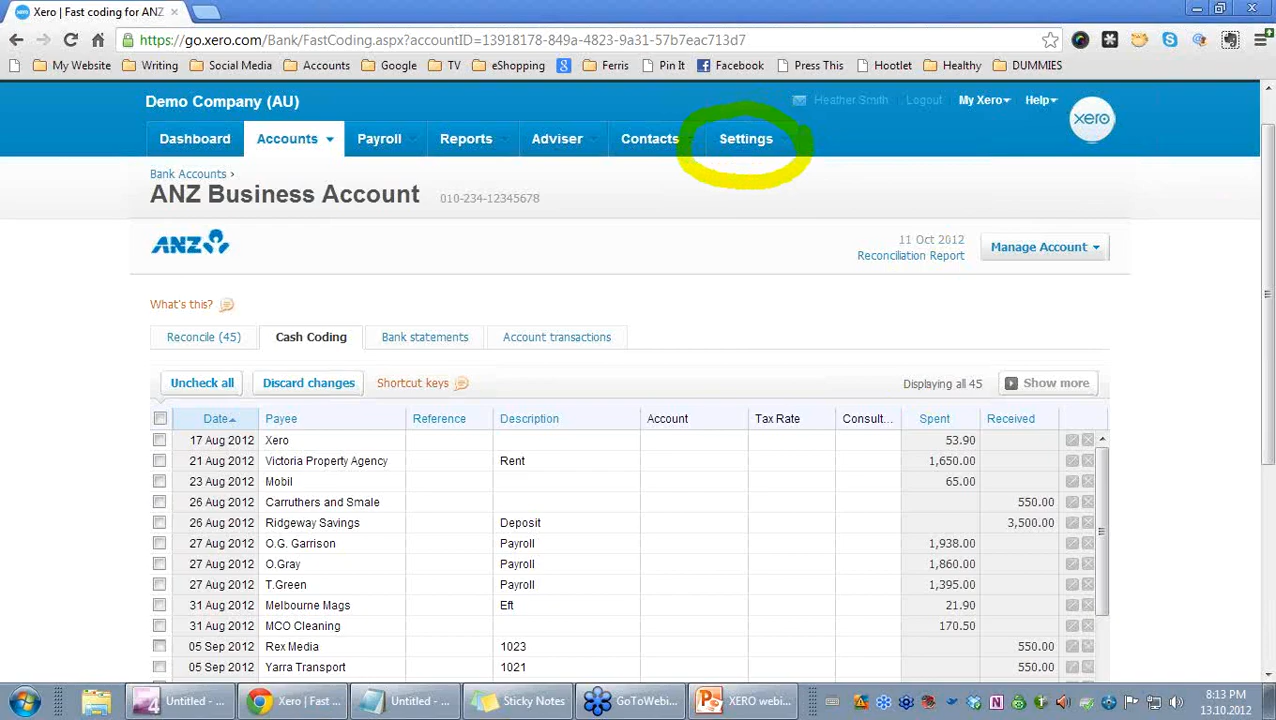 Xero | Fast coding for ANZ
https://go.xero.com/Bank/FastCoding.aspx?accountID=13918178-849a-4823-9a31-57b7eac713d7
My Website Writing Social Media Accounts Google TV eShopping Ferris Pin It Facebook Press This Hootlet Healthy DUMMIES
Demo Company (AU) Heather Smith Logout My Xero Help
xero
Dashboard Accounts Payroll Reports Adviser Contacts Settings
Bank Accounts ›
ANZ Business Account 010-234-12345678
ANZ 11 Oct 2012 Manage Account
Reconciliation Report
What's this?
Reconcile (45) Cash Coding Bank statements Account transactions
Uncheck all Discard changes Shortcut keys Displaying all 45 Show more
Date Payee Reference Description Account Tax Rate Consult... Spent Received
17 Aug 2012 Xero 53.90
21 Aug 2012 Victoria Property Agency Rent 1,650.00
23 Aug 2012 Mobil 65.00
26 Aug 2012 Carruthers and Smale 550.00
26 Aug 2012 Ridgeway Savings Deposit 3,500.00
27 Aug 2012 O.G. Garrison Payroll 1,938.00
27 Aug 2012 O.Gray Payroll 1,860.00
27 Aug 2012 T.Green Payroll 1,395.00
31 Aug 2012 Melbourne Mags Eft 21.90
31 Aug 2012 MCO Cleaning 170.50
05 Sep 2012 Rex Media 1023 550.00
05 Sep 2012 Yarra Transport 1021 550.00
Untitled - ... Xero | Fast ... Untitled - ... Sticky Notes GoToWebi... XERO webi... 8:13 PM
13.10.2012